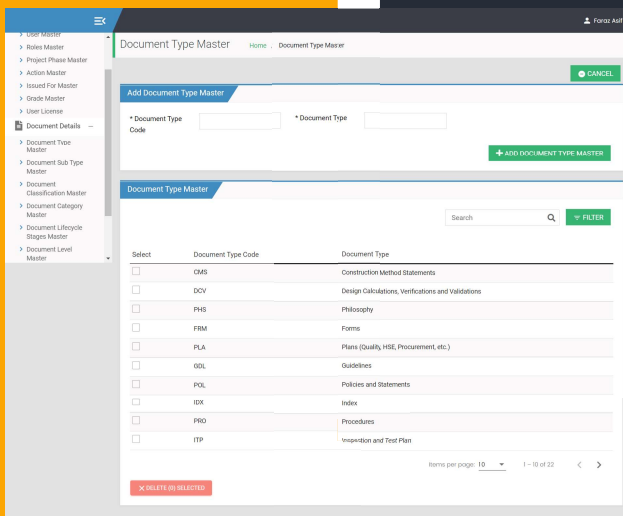 Faraz Asif
User Master
Roles Master
Project Phase Master
Action Master
Issued For Master
Grade Master
User License
Document Details
Document Type
Master
Document Sub Type
Master
Document
Classification Master
Document Category
Master
Document Lifecycle
Stages Master
Document Level
Master
Document Type Master Home . Document Type Master
CANCEL
Add Document Type Master
* Document Type
Code
* Document Type
+ ADD DOCUMENT TYPE MASTER
Document Type Master
Search FILTER
Select Document Type Code Document Type
CMS Construction Method Statements
DCV Design Calculations, Verifications and Validations
PHS Philosophy
FRM Forms
PLA Plans (Quality, HSE, Procurement, etc.)
GDL Guidelines
POL Policies and Statements
IDX Index
PRO Procedures
ITP Inspection and Test Plan
Items per page: 10 1 – 10 of 22
X DELETE (0) SELECTED